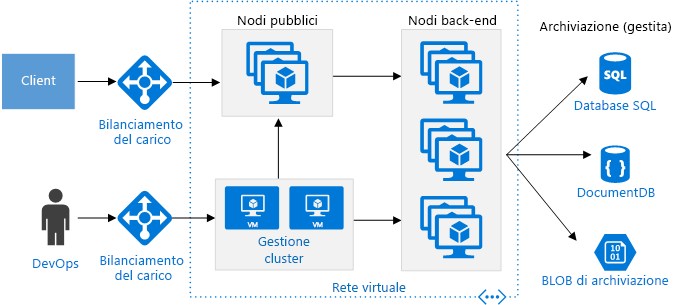 Nodi pubblici
Nodi back-end
Archiviazione (gestita)
Client
Bilanciamento
del carico
SQL
Database SQL
{ }
DocumentDB
DevOps
Bilanciamento
del carico
VM
VM
Gestione
cluster
10
01
BLOB di archiviazione
Rete virtuale